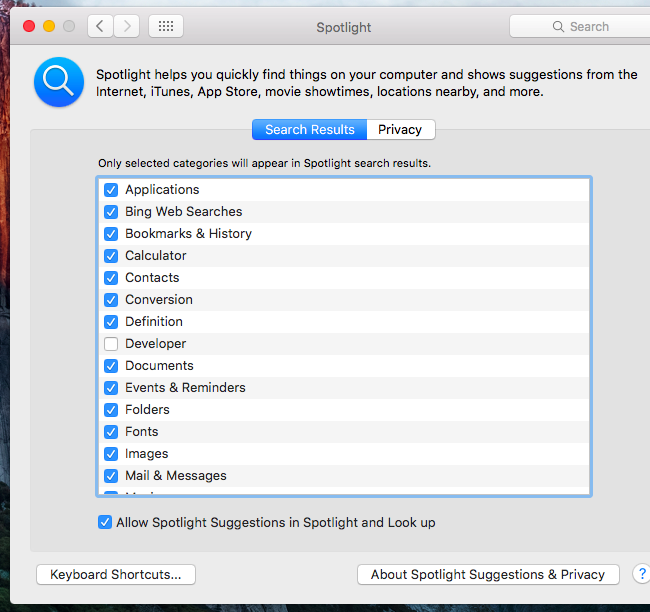 Spotlight
Search
Spotlight helps you quickly find things on your computer and shows suggestions from the
Internet, iTunes, App Store, movie showtimes, locations nearby, and more.
Search Results
Privacy
Only selected categories will appear in Spotlight search results.
Applications
Bing Web Searches
Bookmarks & History
Calculator
Contacts
Conversion
Definition
Developer
Documents
Events & Reminders
Folders
Fonts
Images
Mail & Messages
Allow Spotlight Suggestions in Spotlight and Look up
Keyboard Shortcuts...
About Spotlight Suggestions & Privacy
?